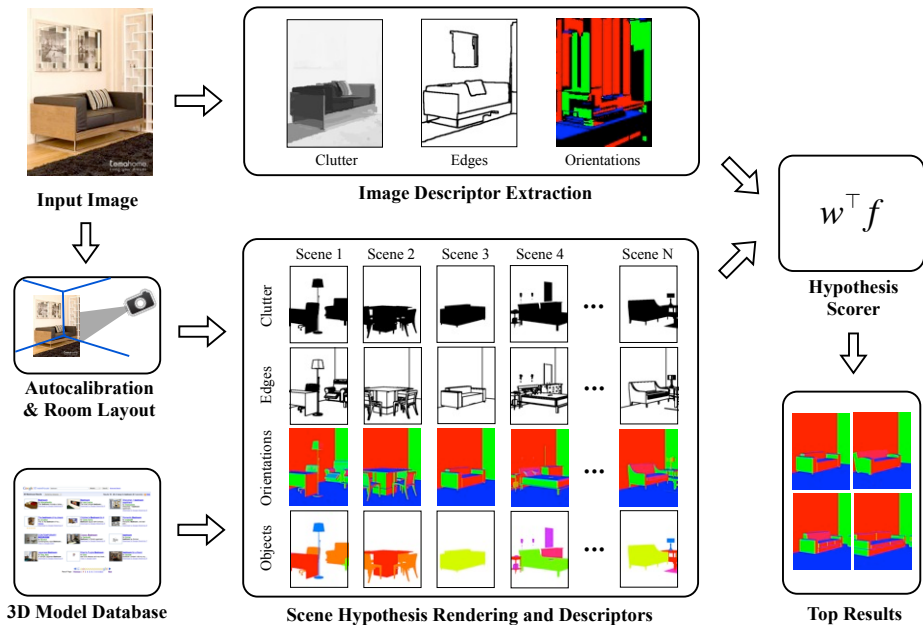 Clutter
Edges
Orientations
Image Descriptor Extraction
Input Image
w⊤f
Hypothesis
Scorer
Autocalibration
& Room Layout
Scene 1
Scene 2
Scene 3
Scene 4
Scene N
Clutter
...
Edges
...
Orientations
...
Objects
...
Scene Hypothesis Rendering and Descriptors
3D Model Database
Top Results